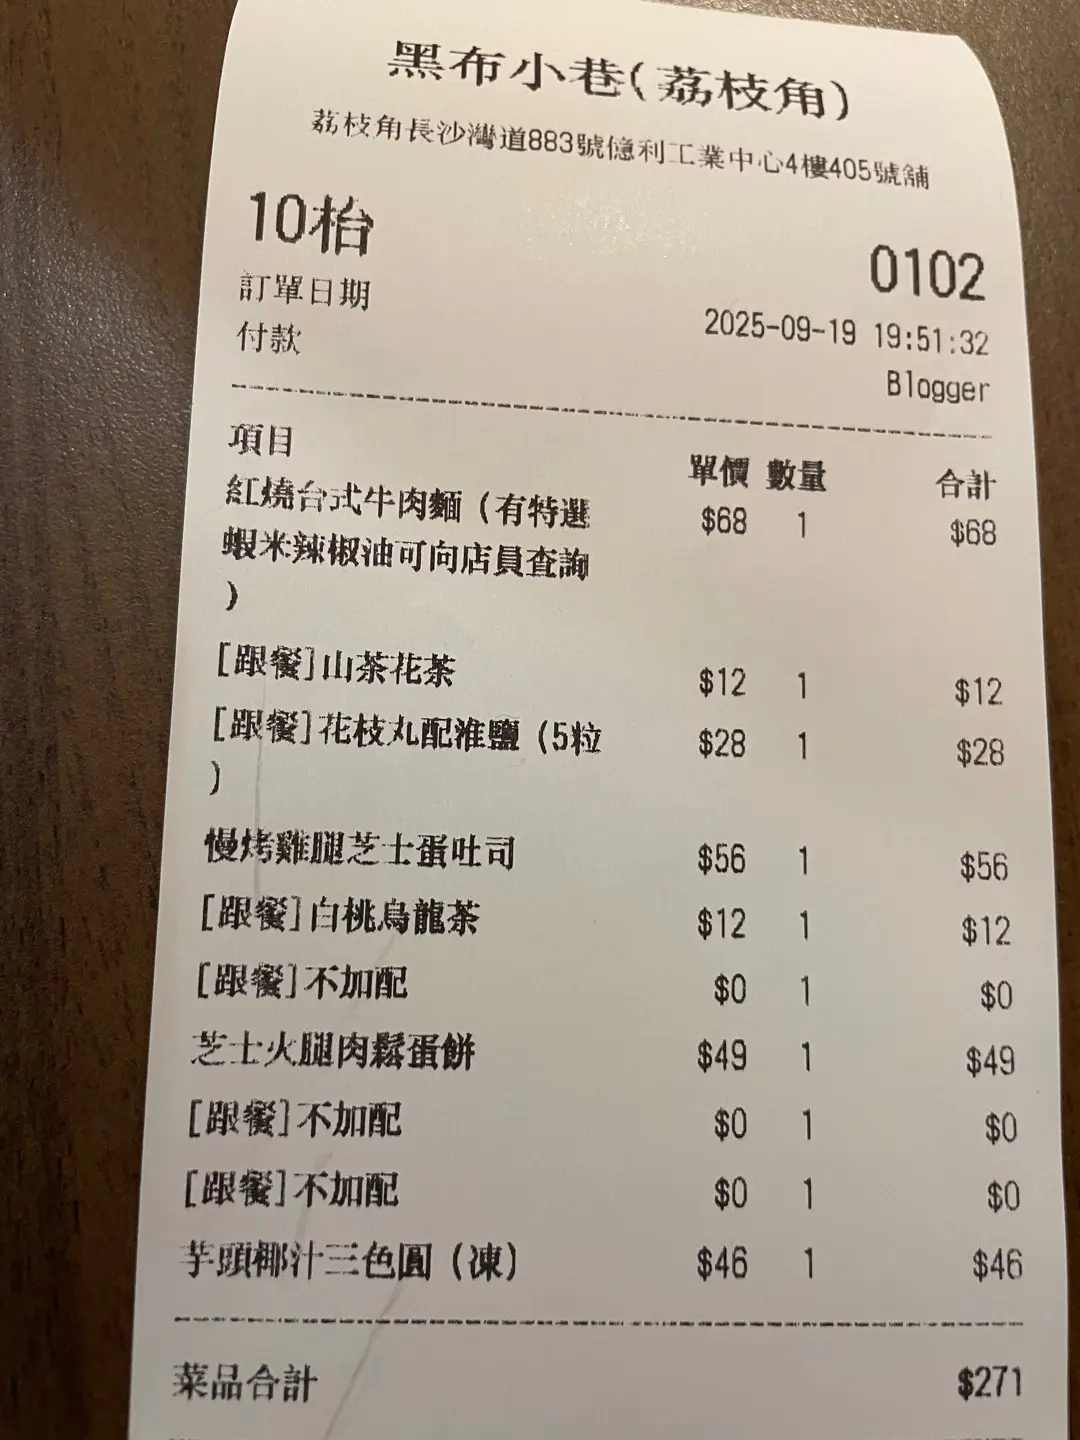 黑布小巷(荔枝角)
荔枝角長沙灣道883號億利工業中心4樓405號舖
10枱 0102
訂單日期 2025-09-19 19:51:32
付款 Blogger
項目 單價 數量 合計
紅燒台式牛肉麵（有特選 $68 1 $68
蝦米辣椒油可向店員查詢
）
[跟餐]山茶花茶 $12 1 $12
[跟餐]花枝丸配淮鹽（5粒 $28 1 $28
）
慢烤雞腿芝士蛋吐司 $56 1 $56
[跟餐]白桃烏龍茶 $12 1 $12
[跟餐]不加配 $0 1 $0
芝士火腿肉鬆蛋餅 $49 1 $49
[跟餐]不加配 $0 1 $0
[跟餐]不加配 $0 1 $0
芋頭椰汁三色圓（凍） $46 1 $46
菜品合計 $271